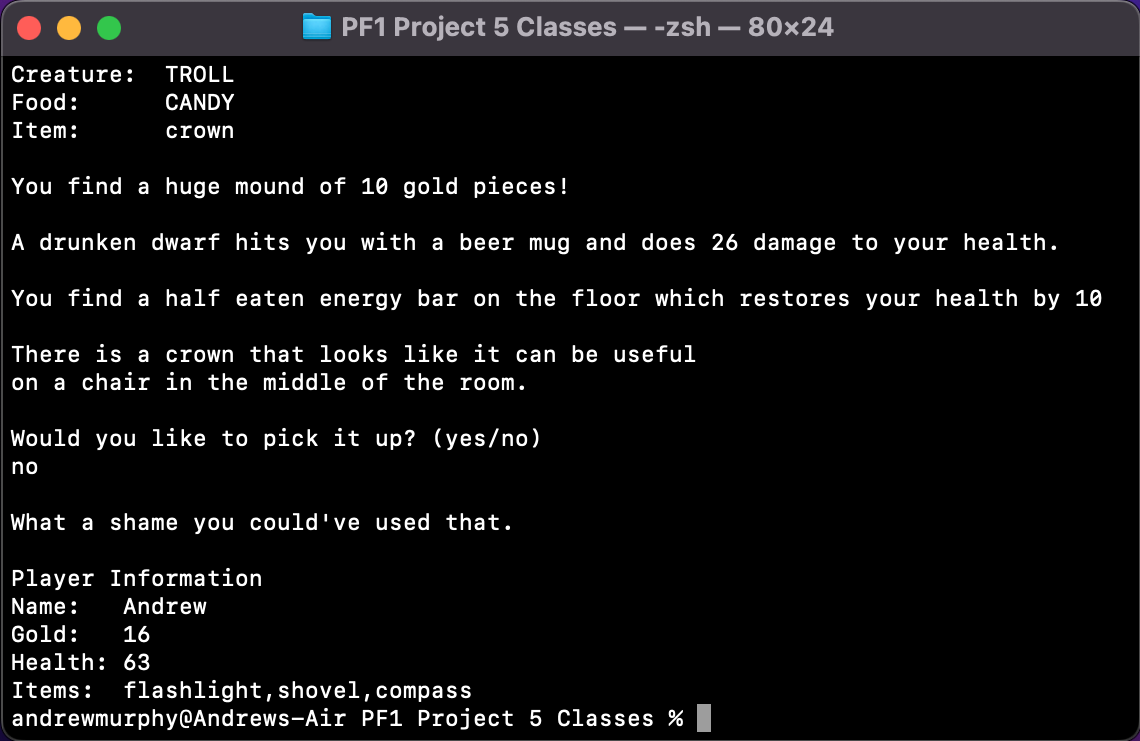 PF1 Project 5 Classes — -zsh — 80×24
Creature:  TROLL
Food:      CANDY
Item:      crown
You find a huge mound of 10 gold pieces!
A drunken dwarf hits you with a beer mug and does 26 damage to your health.
You find a half eaten energy bar on the floor which restores your health by 10
There is a crown that looks like it can be useful
on a chair in the middle of the room.
Would you like to pick it up? (yes/no)
no
What a shame you could've used that.
Player Information
Name:   Andrew
Gold:   16
Health: 63
Items:  flashlight,shovel,compass
andrewmurphy@Andrews-Air PF1 Project 5 Classes %